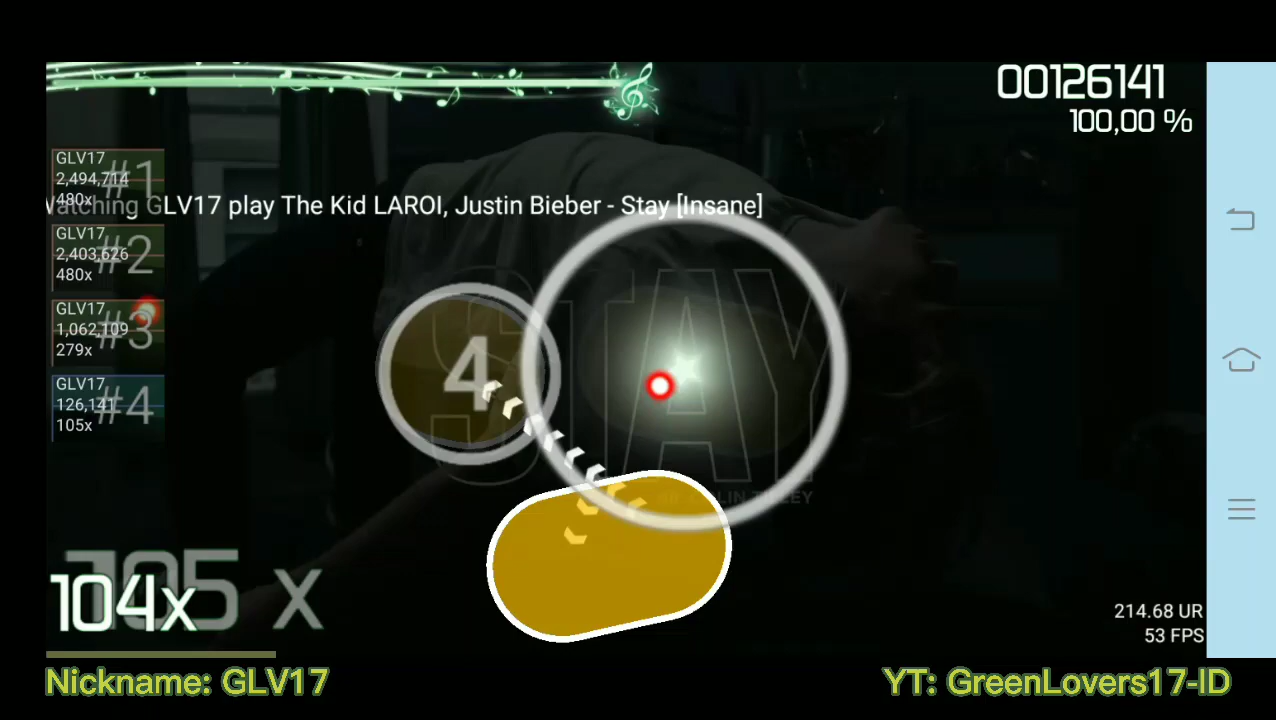 00126141
100,00 %
GLV17
2,494,714
480x
#1
Watching GLV17 play The Kid LAROI, Justin Bieber - Stay [Insane]
GLV17
2,403,626
480x
#2
GLV17
1,062,109
279x
#3
GLV17
126,141
105x
#4
4
STAY
105 x
104x
214.68 UR
53 FPS
Nickname: GLV17
YT: GreenLovers17-ID